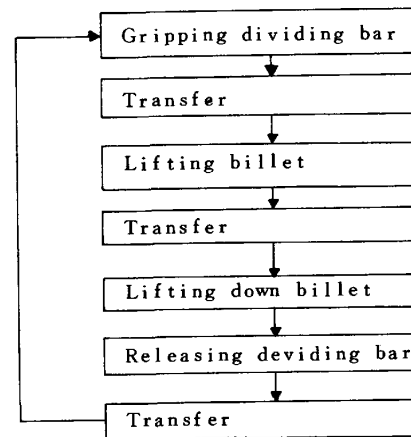 Gripping dividing bar
Transfer
Lifting billet
Transfer
Lifting down billet
Releasing deviding bar
Transfer